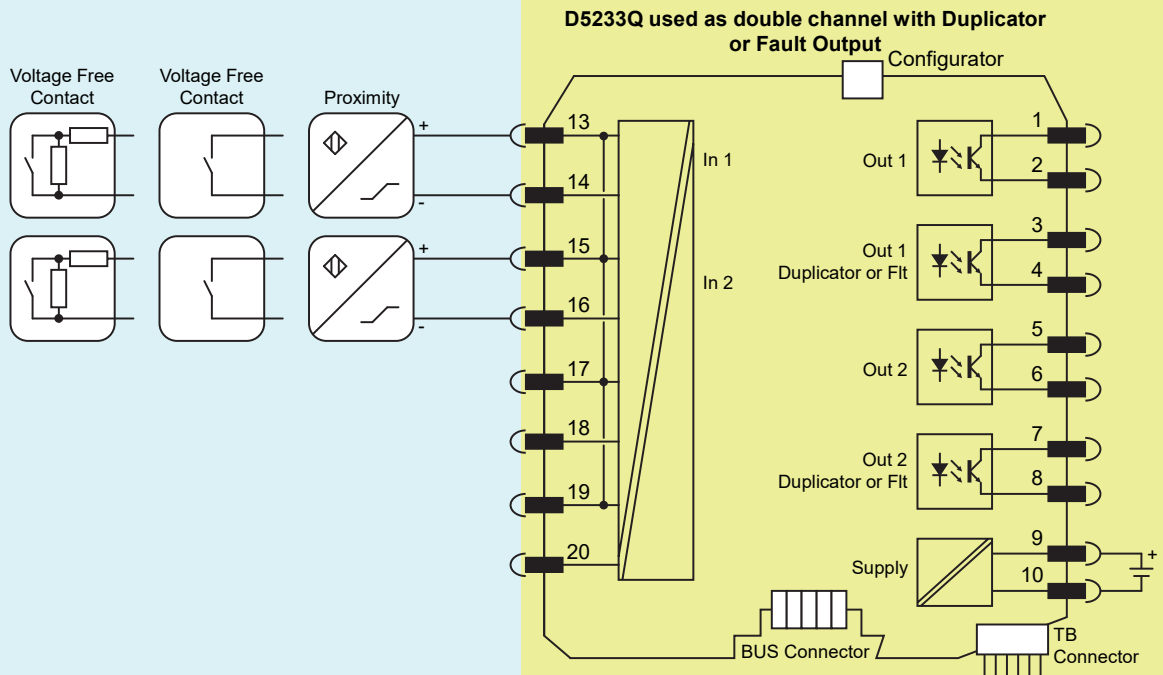 D5233Q used as double channel with Duplicator
or Fault Output
Configurator
Voltage Free
Contact
Voltage Free
Contact
Proximity
+
-
+
-
13
14
15
16
17
18
19
20
In 1
In 2
Out 1
1
2
Out 1
Duplicator or Flt
3
4
Out 2
5
6
Out 2
Duplicator or Flt
7
8
Supply
9
10
+
BUS Connector
TB
Connector